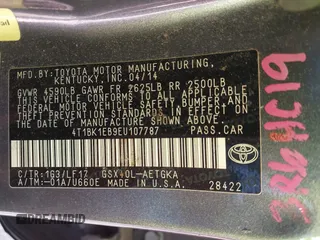 MFD. BY: TOYOTA MOTOR MANUFACTURING,
KENTUCKY, INC. 04/14
GVWR 4590LB GAWR FR 2625LB RR 2500LB
THIS VEHICLE CONFORMS TO ALL APPLICABLE
FEDERAL MOTOR VEHICLE SAFETY, BUMPER, AND
THEFT PREVENTION STANDARDS IN EFFECT ON THE
DATE OF MANUFACTURE SHOWN ABOVE.
4T1BK1EB9EU107787 PASS.CAR
C/TR:1G3/LF17 GSX40L-AETGKA
A/TM:-01A/U660E MADE IN U.S.A.
28422
TOYOTA